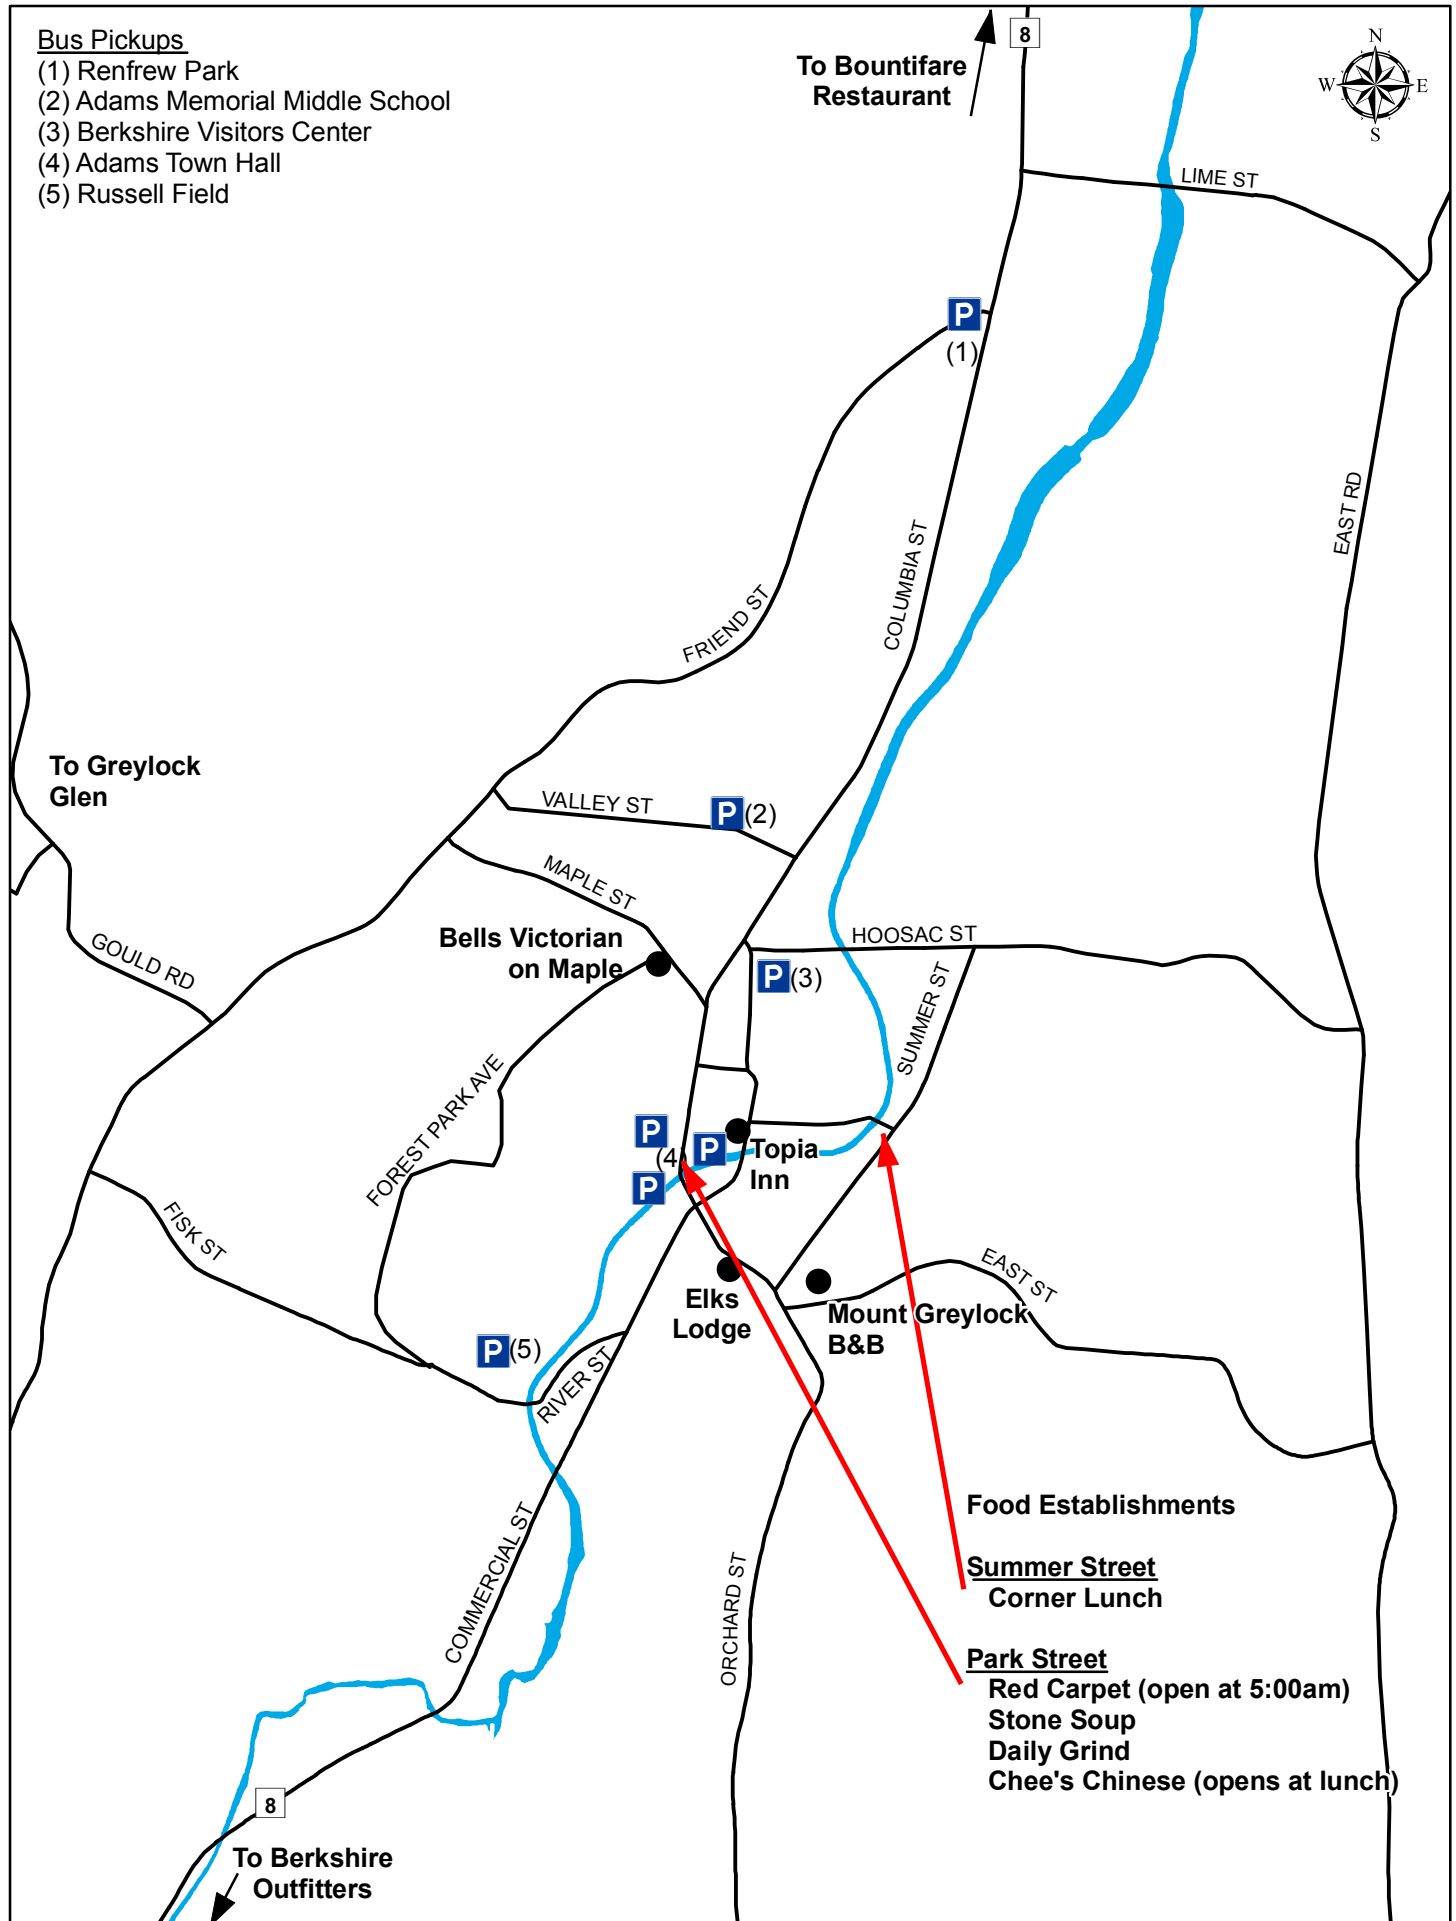 Bus Pickups
(1) Renfrew Park
(2) Adams Memorial Middle School
(3) Berkshire Visitors Center
(4) Adams Town Hall
(5) Russell Field
To Bountifare
Restaurant
8
N
W E
S
LIME ST
P
(1)
EAST RD
COLUMBIA ST
FRIEND ST
To Greylock
Glen
VALLEY ST
P (2)
MAPLE ST
Bells Victorian
on Maple
HOOSAC ST
GOULD RD
P (3)
SUMMER ST
FOREST PARK AVE
P
(4
P
P
Topia
Inn
FISK ST
EAST ST
Elks
Lodge
Mount Greylock
B&B
P (5)
RIVER ST
COMMERCIAL ST
ORCHARD ST
Food Establishments
Summer Street
Corner Lunch
Park Street
Red Carpet (open at 5:00am)
Stone Soup
Daily Grind
Chee's Chinese (opens at lunch)
8
To Berkshire
Outfitters